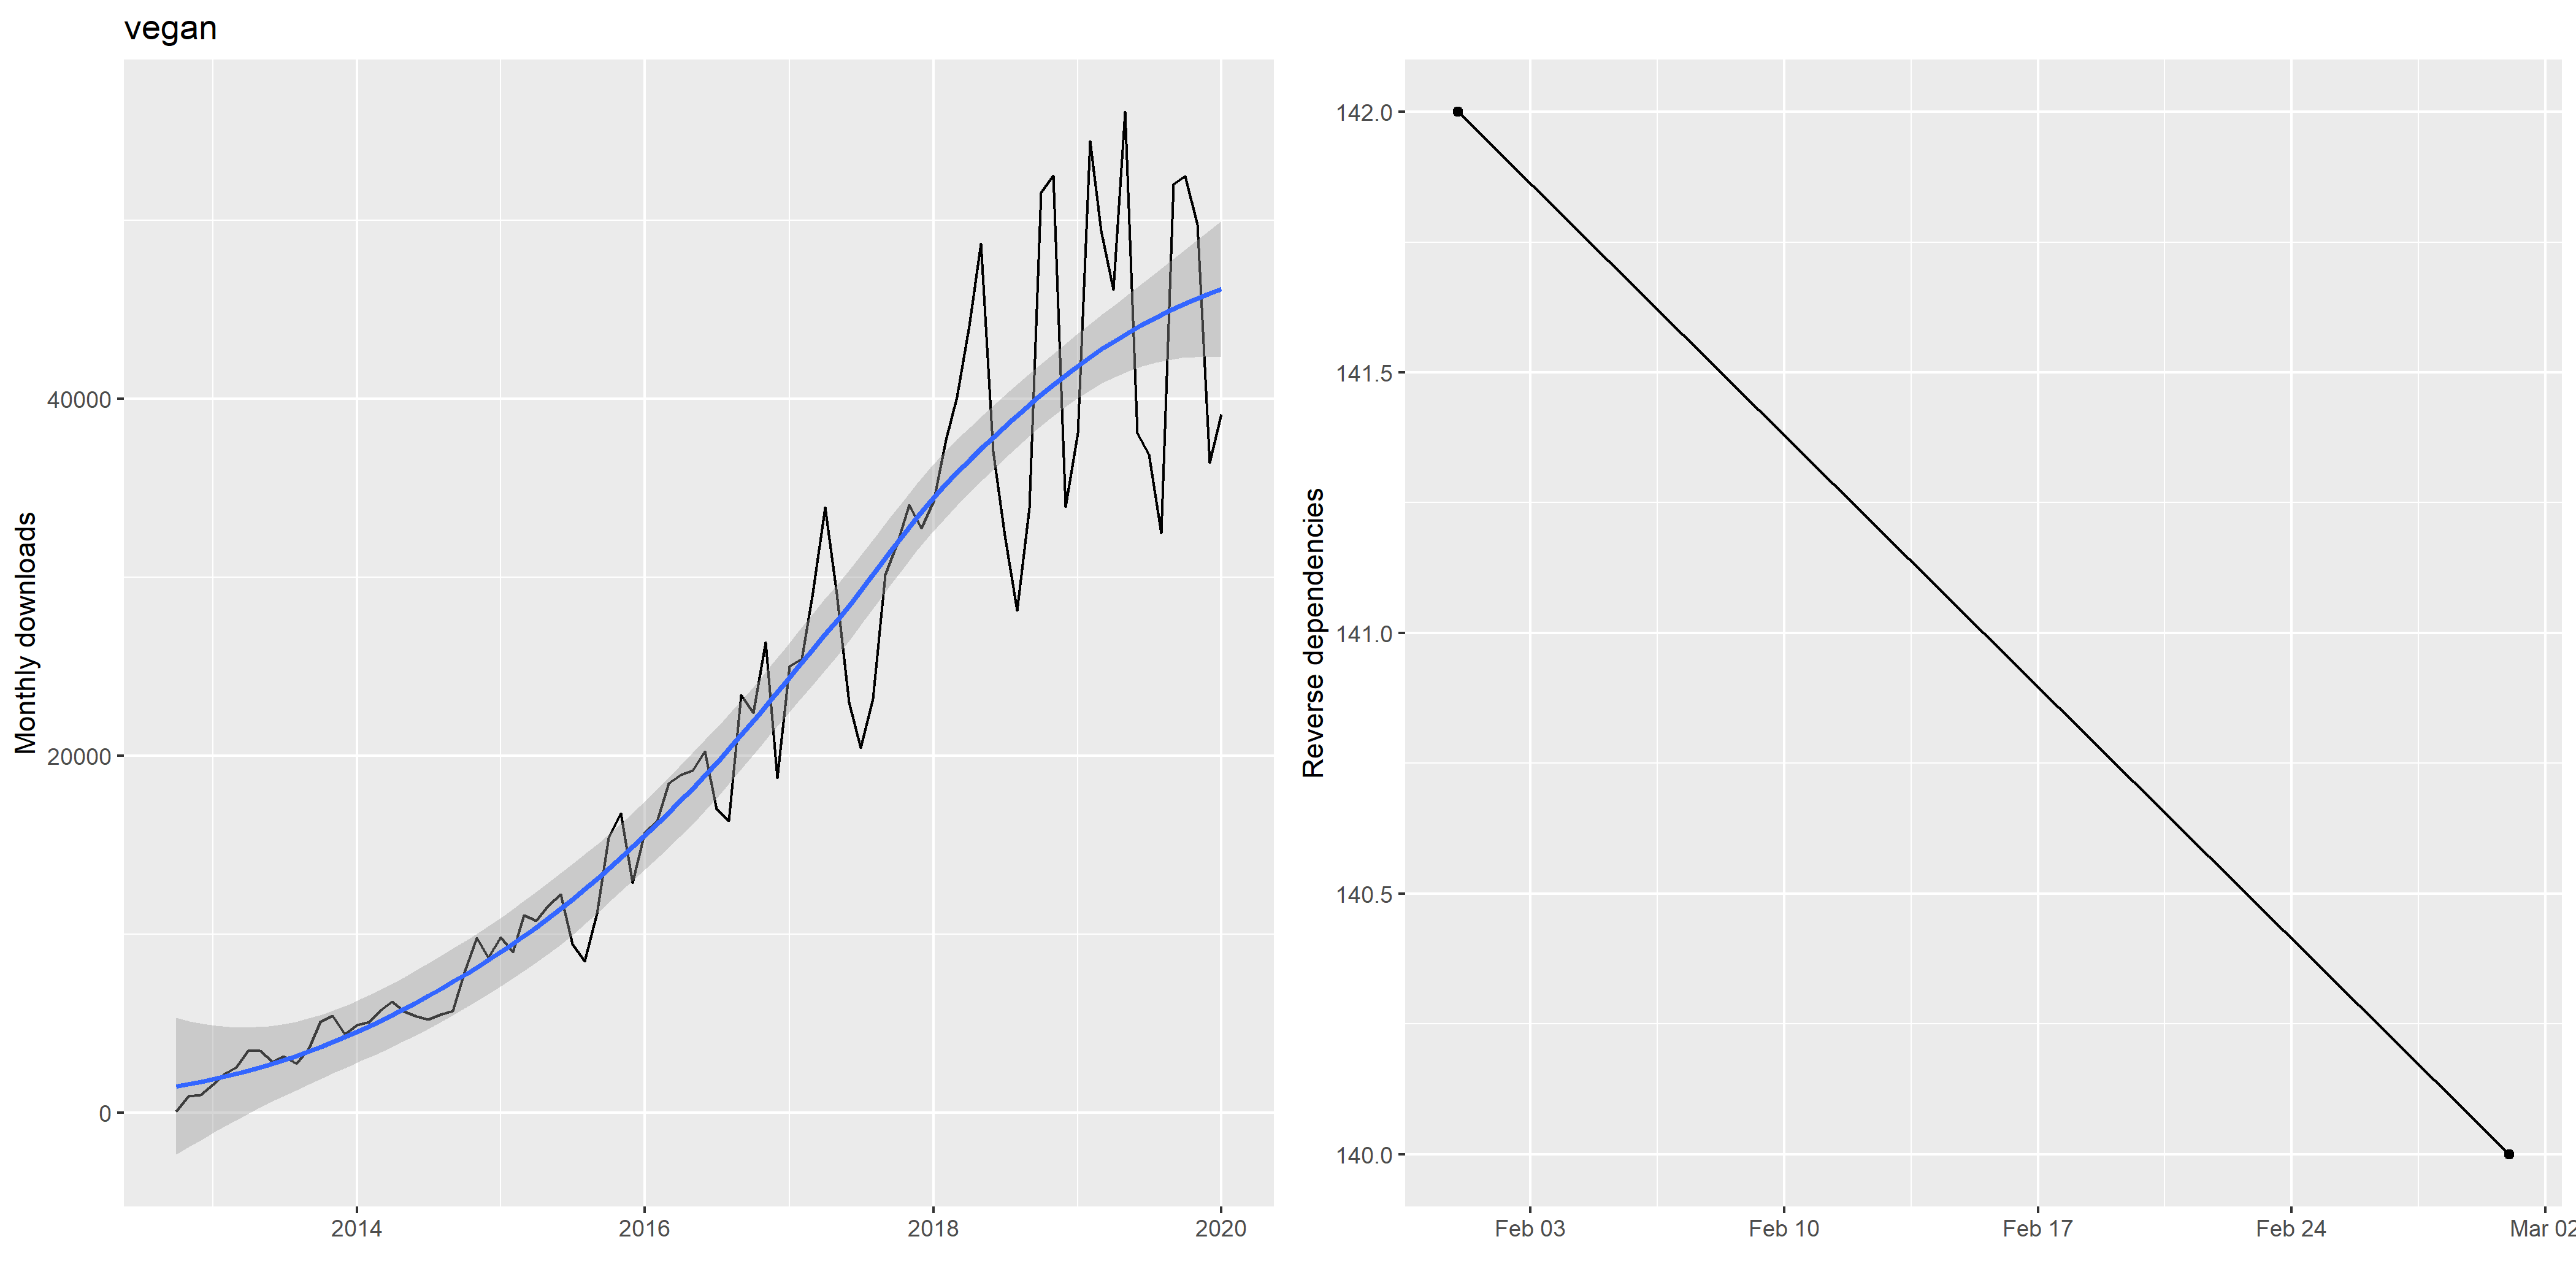 vegan
Monthly downloads
40000
20000
0
2014
2016
2018
2020
Reverse dependencies
142.0
141.5
141.0
140.5
140.0
Feb 03
Feb 10
Feb 17
Feb 24
Mar 02